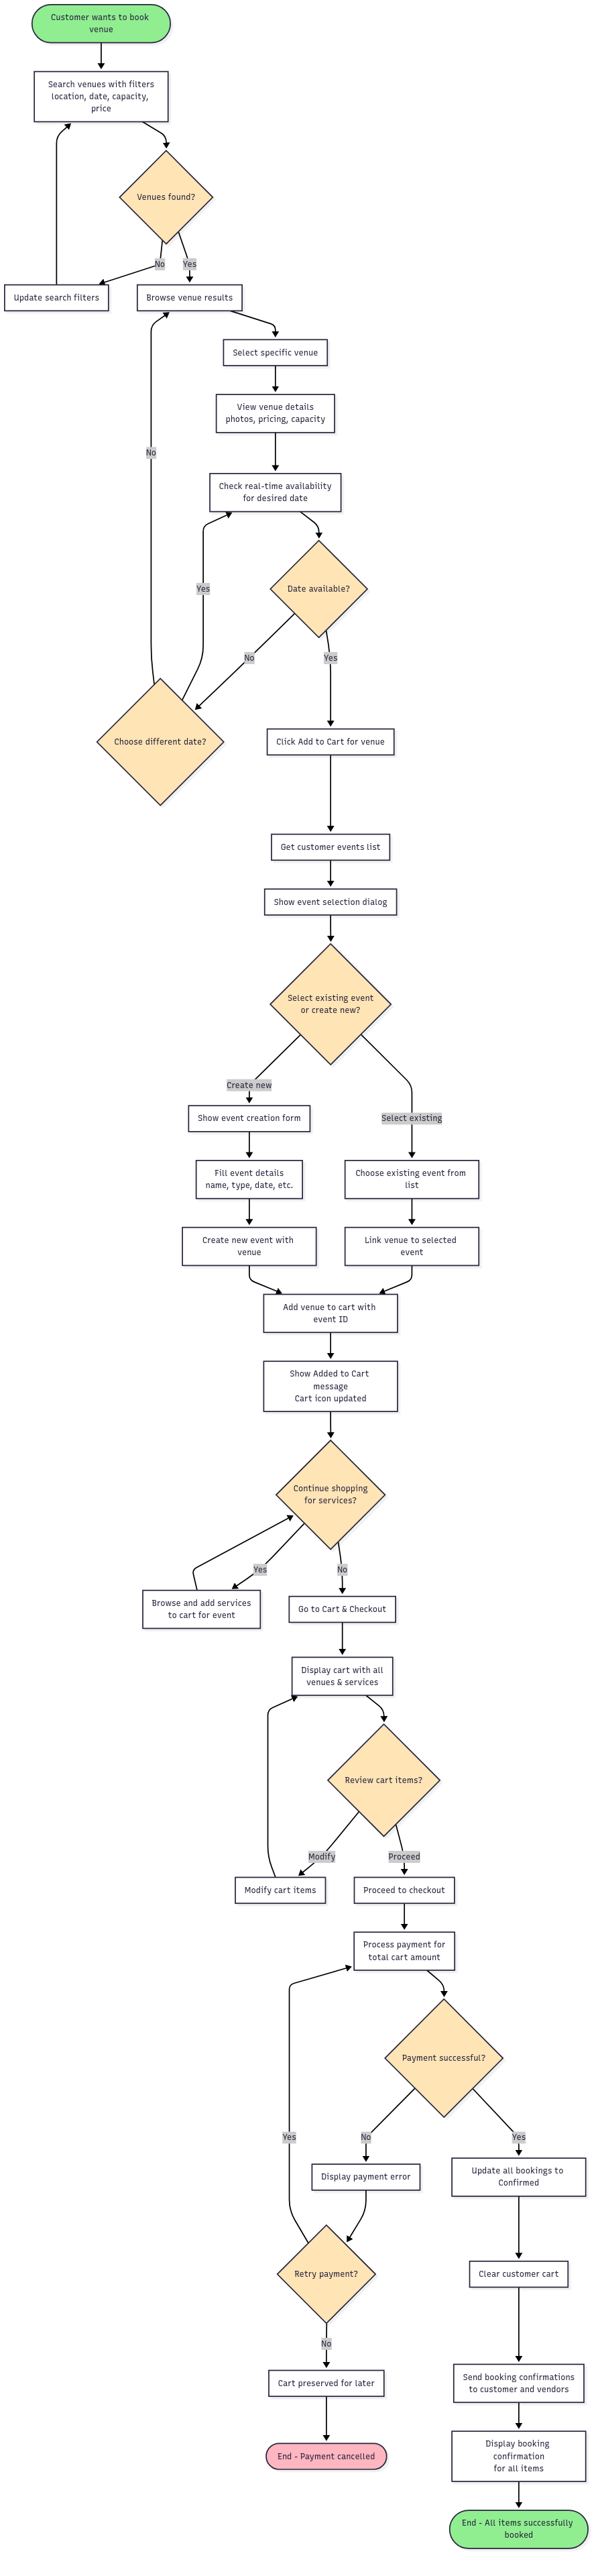 Customer wants to book
venue
Search venues with filters
location, date, capacity,
price
Venues found?
No
Yes
Update search filters
Browse venue results
Select specific venue
View venue details
photos, pricing, capacity
No
Check real-time availability
for desired date
Yes
Date available?
No
Yes
Choose different date?
Click Add to Cart for venue
Get customer events list
Show event selection dialog
Select existing event
or create new?
Create new
Show event creation form
Select existing
Fill event details
name, type, date, etc.
Choose existing event from
list
Create new event with
venue
Link venue to selected
event
Add venue to cart with
event ID
Show Added to Cart
message
Cart icon updated
Continue shopping
for services?
Yes
No
Browse and add services
to cart for event
Go to Cart & Checkout
Display cart with all
venues & services
Review cart items?
Modify
Proceed
Modify cart items
Proceed to checkout
Process payment for
total cart amount
Payment successful?
Yes
No
Yes
Display payment error
Update all bookings to
Confirmed
Retry payment?
Clear customer cart
No
Cart preserved for later
Send booking confirmations
to customer and vendors
End - Payment cancelled
Display booking
confirmation
for all items
End - All items successfully
booked